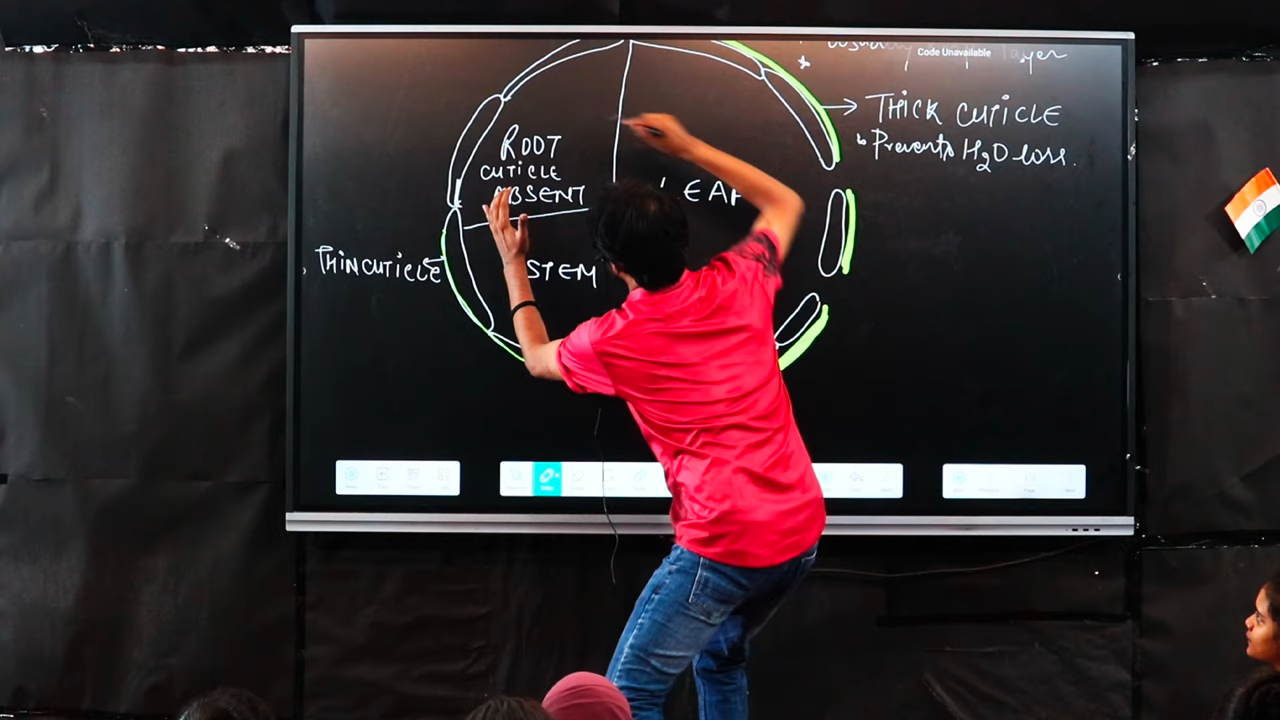 Code Unavailable
THICK CUTICLE
Prevents H2O loss.
ROOT
CUTICLE
ABSENT
THIN CUTICLE
STEM